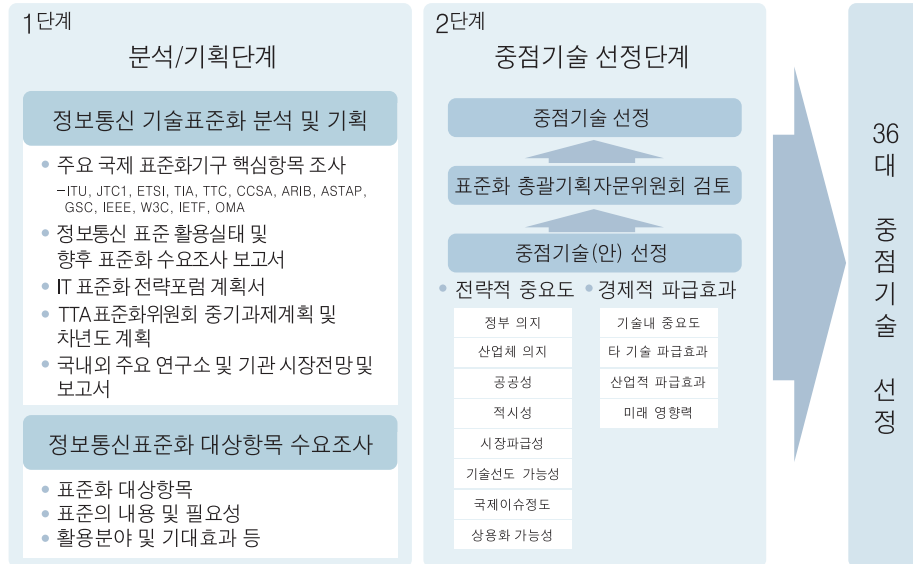 1단계
분석/기획단계
정보통신 기술표준화 분석 및 기획
• 주요 국제 표준화기구 핵심항목 조사
–ITU, JTC1, ETSI, TIA, TTC, CCSA, ARIB, ASTAP,
GSC, IEEE, W3C, IETF, OMA
• 정보통신 표준 활용실태 및
향후 표준화 수요조사 보고서
• IT 표준화 전략포럼 계획서
• TTA표준화위원회 중기과제계획 및
차년도 계획
• 국내외 주요 연구소 및 기관 시장전망 및
보고서
정보통신표준화 대상항목 수요조사
• 표준화 대상항목
• 표준의 내용 및 필요성
• 활용분야 및 기대효과 등
2단계
중점기술 선정단계
중점기술 선정
표준화 총괄기획자문위원회 검토
중점기술(안) 선정
• 전략적 중요도
정부 의지
산업체 의지
공공성
적시성
시장파급성
기술선도 가능성
국제이슈정도
상용화 가능성
• 경제적 파급효과
기술내 중요도
타 기술 파급효과
산업적 파급효과
미래 영향력
36대 중점기술 선정